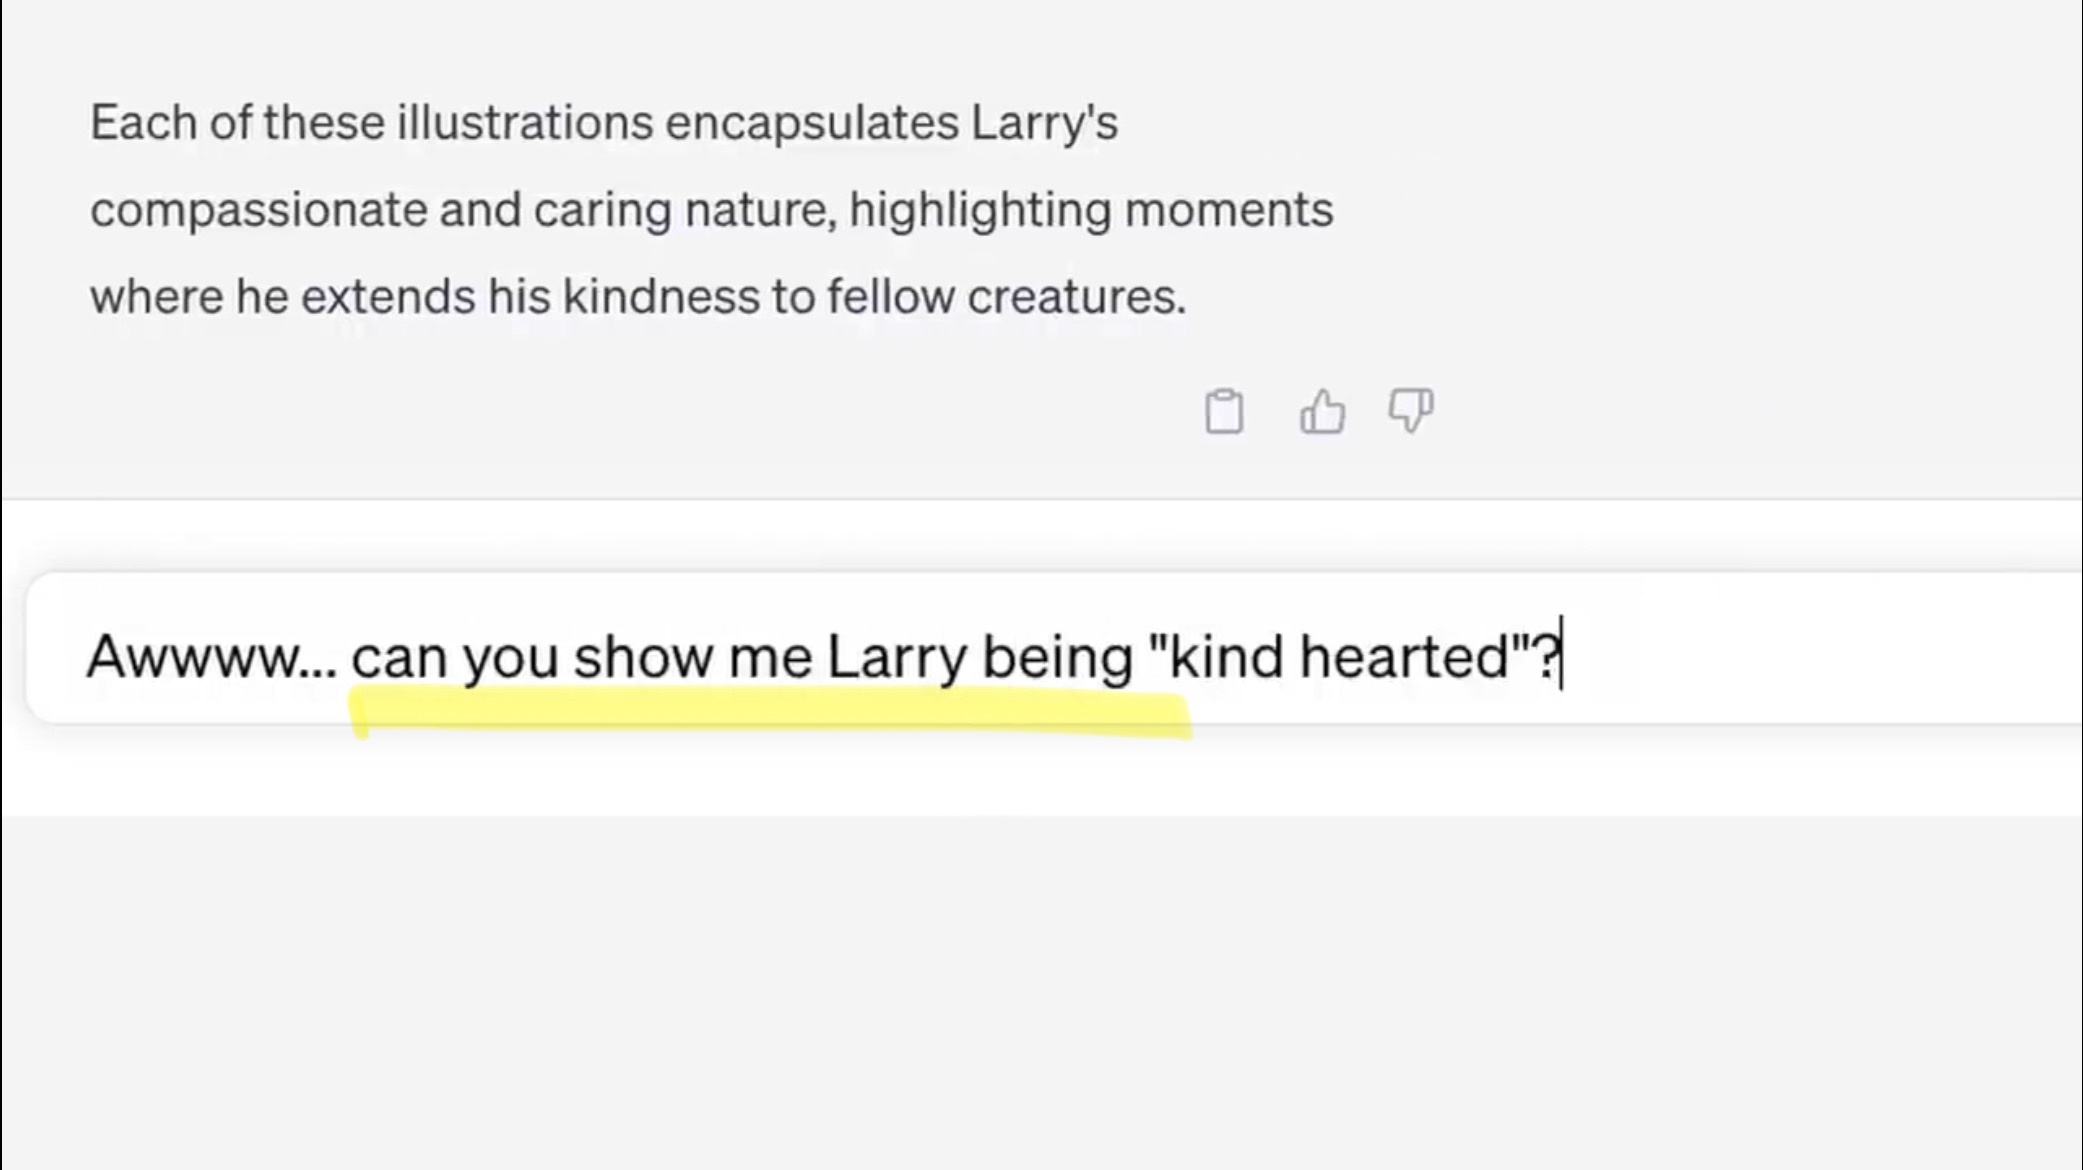 Each of these illustrations encapsulates Larry's
compassionate and caring nature, highlighting moments
where he extends his kindness to fellow creatures.
Awwww... can you show me Larry being "kind hearted"?